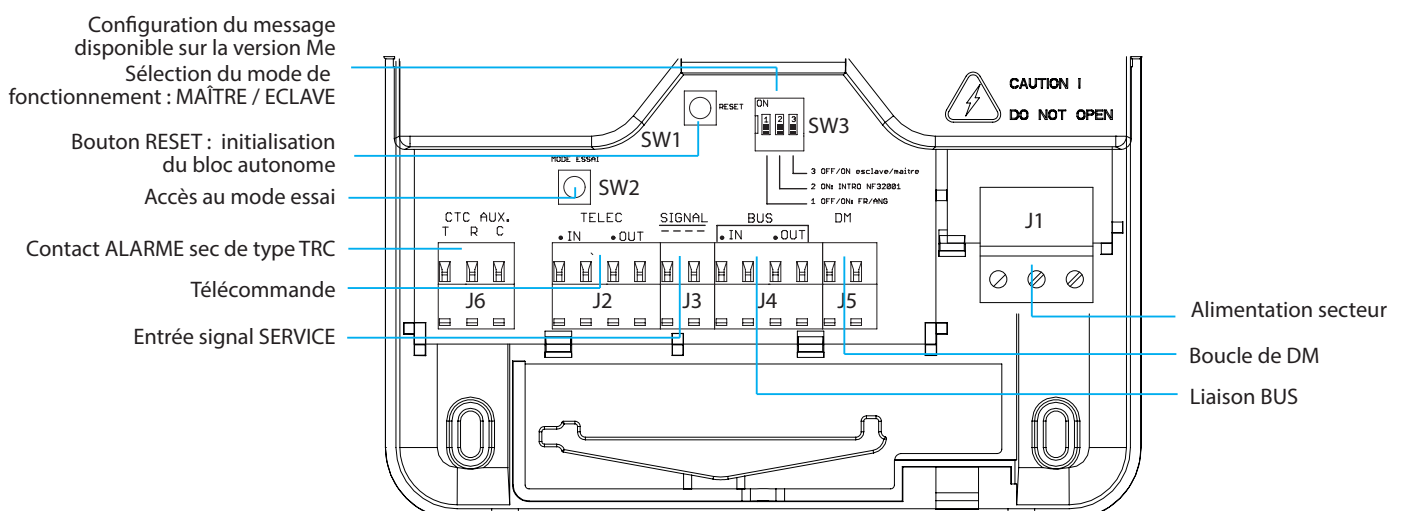 Configuration du message
disponible sur la version Me
Sélection du mode de
fonctionnement : MAÎTRE / ECLAVE
Bouton RESET : initialisation
du bloc autonome
Accès au mode essai
Contact ALARME sec de type TRC
Télécommande
Entrée signal SERVICE
RESET
SW1
ON
1 2 3
SW3
CAUTION !
DO NOT OPEN
MODE ESSAI
SW2
3 OFF/ON esclave/maitre
2 ON: INTRO NF32001
1 OFF/ON: FR/ANG
CTC AUX.
T R C
TELEC
• IN • OUT
SIGNAL
BUS
• IN • OUT
DM
J1
J6
J2
J3
J4
J5
Alimentation secteur
Boucle de DM
Liaison BUS